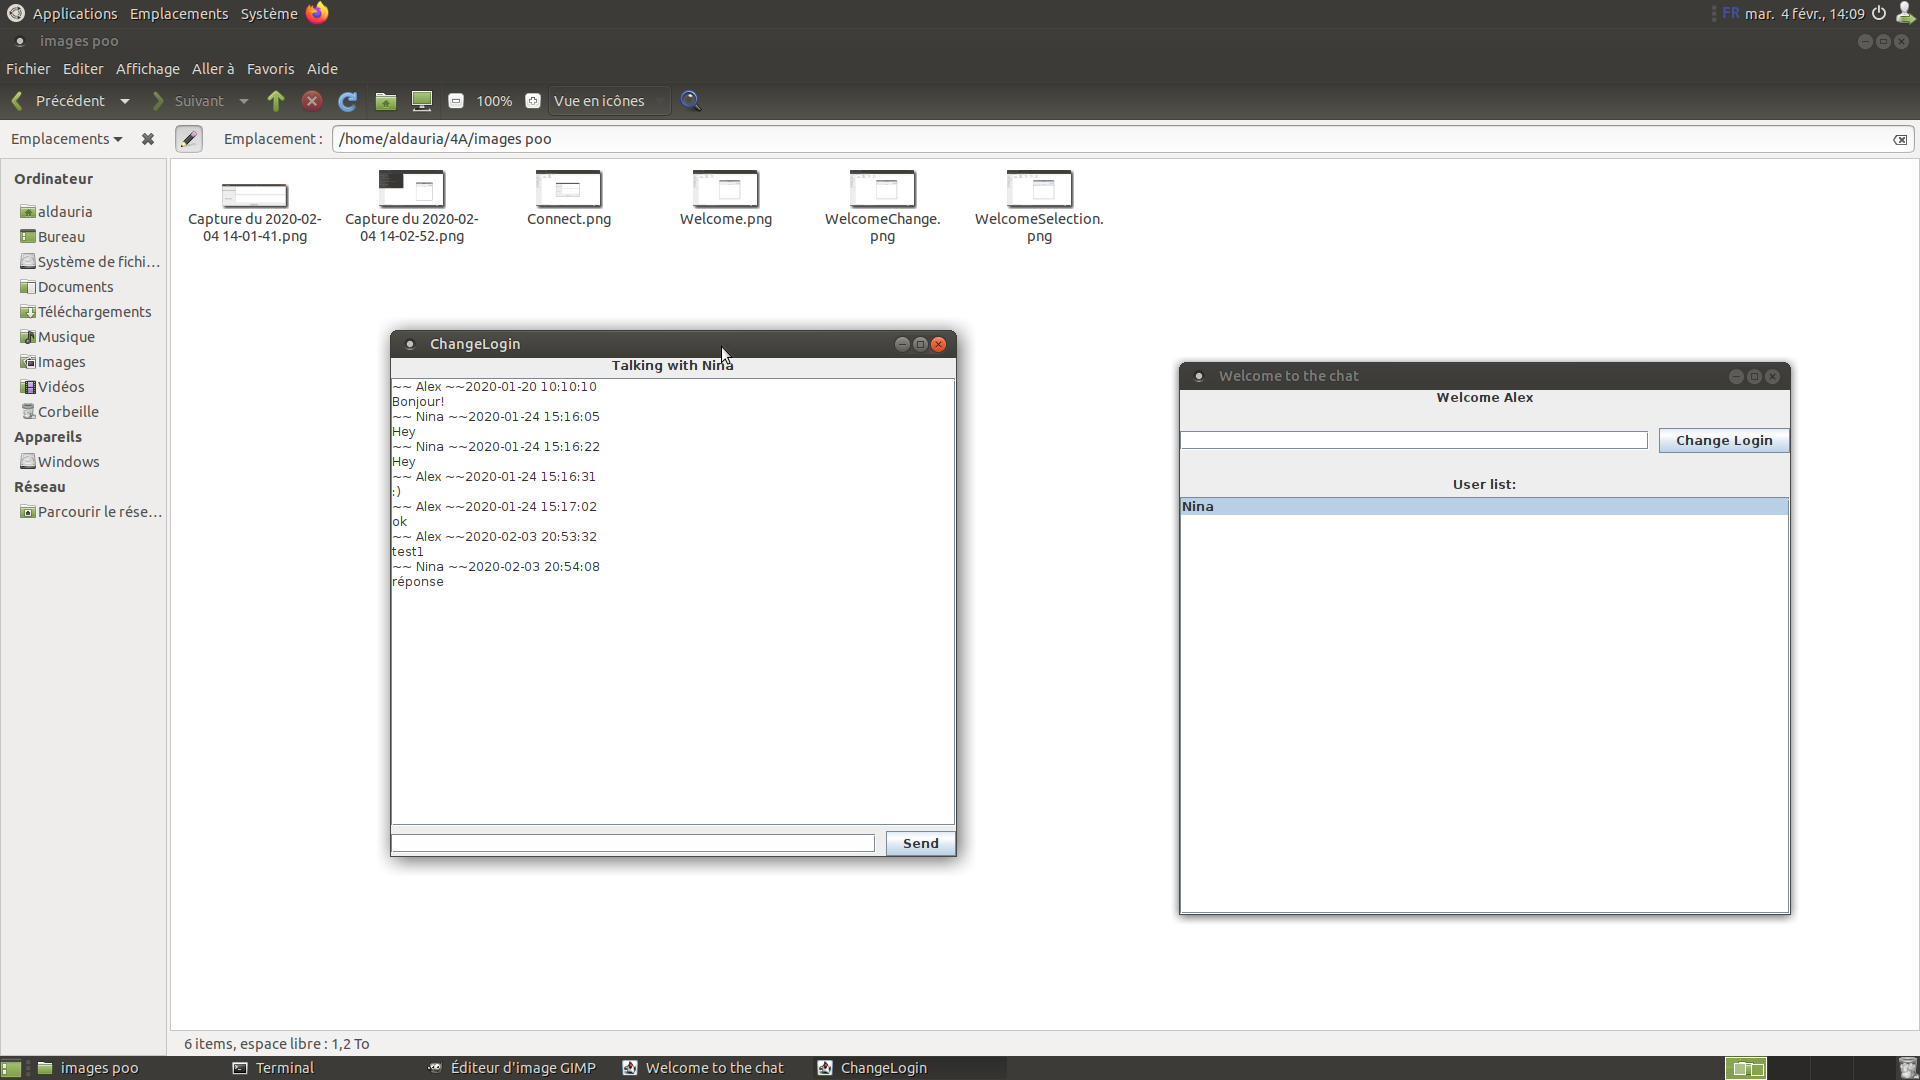 Applications Emplacements Système
FR mar. 4 févr., 14:09
images poo
Fichier Editer Affichage Aller à Favoris Aide
Précédent Suivant 100% Vue en icônes
Emplacements Emplacement : /home/aldauria/4A/images poo
Ordinateur
aldauria
Bureau
Système de fichi...
Documents
Téléchargements
Musique
Images
Vidéos
Corbeille
Appareils
Windows
Réseau
Parcourir le rése...
Capture du 2020-02-
04 14-01-41.png
Capture du 2020-02-
04 14-02-52.png
Connect.png
Welcome.png
WelcomeChange.
png
WelcomeSelection.
png
ChangeLogin
Talking with Nina
~~ Alex ~~2020-01-20 10:10:10
Bonjour!
~~ Nina ~~2020-01-24 15:16:05
Hey
~~ Nina ~~2020-01-24 15:16:22
Hey
~~ Alex ~~2020-01-24 15:16:31
:)
~~ Alex ~~2020-01-24 15:17:02
ok
~~ Alex ~~2020-02-03 20:53:32
test1
~~ Nina ~~2020-02-03 20:54:08
réponse
Send
Welcome to the chat
Welcome Alex
Change Login
User list:
Nina
6 items, espace libre : 1,2 To
images poo Terminal Éditeur d'image GIMP Welcome to the chat ChangeLogin